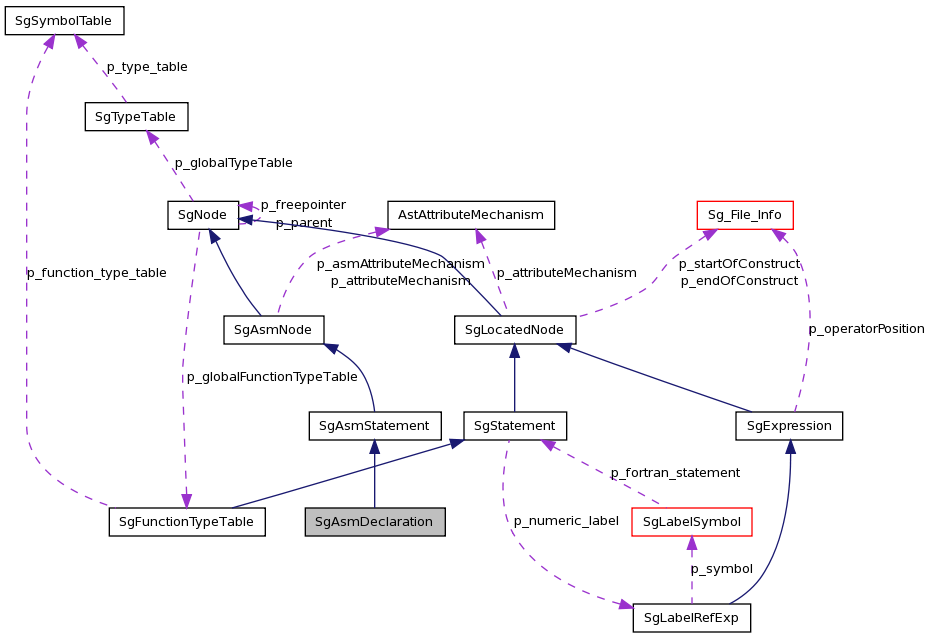 SgSymbolTable
p_type_table
SgTypeTable
p_globalTypeTable
SgNode
p_freepointer
p_parent
AstAttributeMechanism
Sg_File_Info
p_function_type_table
p_asmAttributeMechanism
p_attributeMechanism
p_attributeMechanism
p_startOfConstruct
p_endOfConstruct
SgAsmNode
SgLocatedNode
p_operatorPosition
p_globalFunctionTypeTable
SgAsmStatement
SgStatement
SgExpression
p_fortran_statement
SgFunctionTypeTable
SgAsmDeclaration
p_numeric_label
SgLabelSymbol
p_symbol
SgLabelRefExp